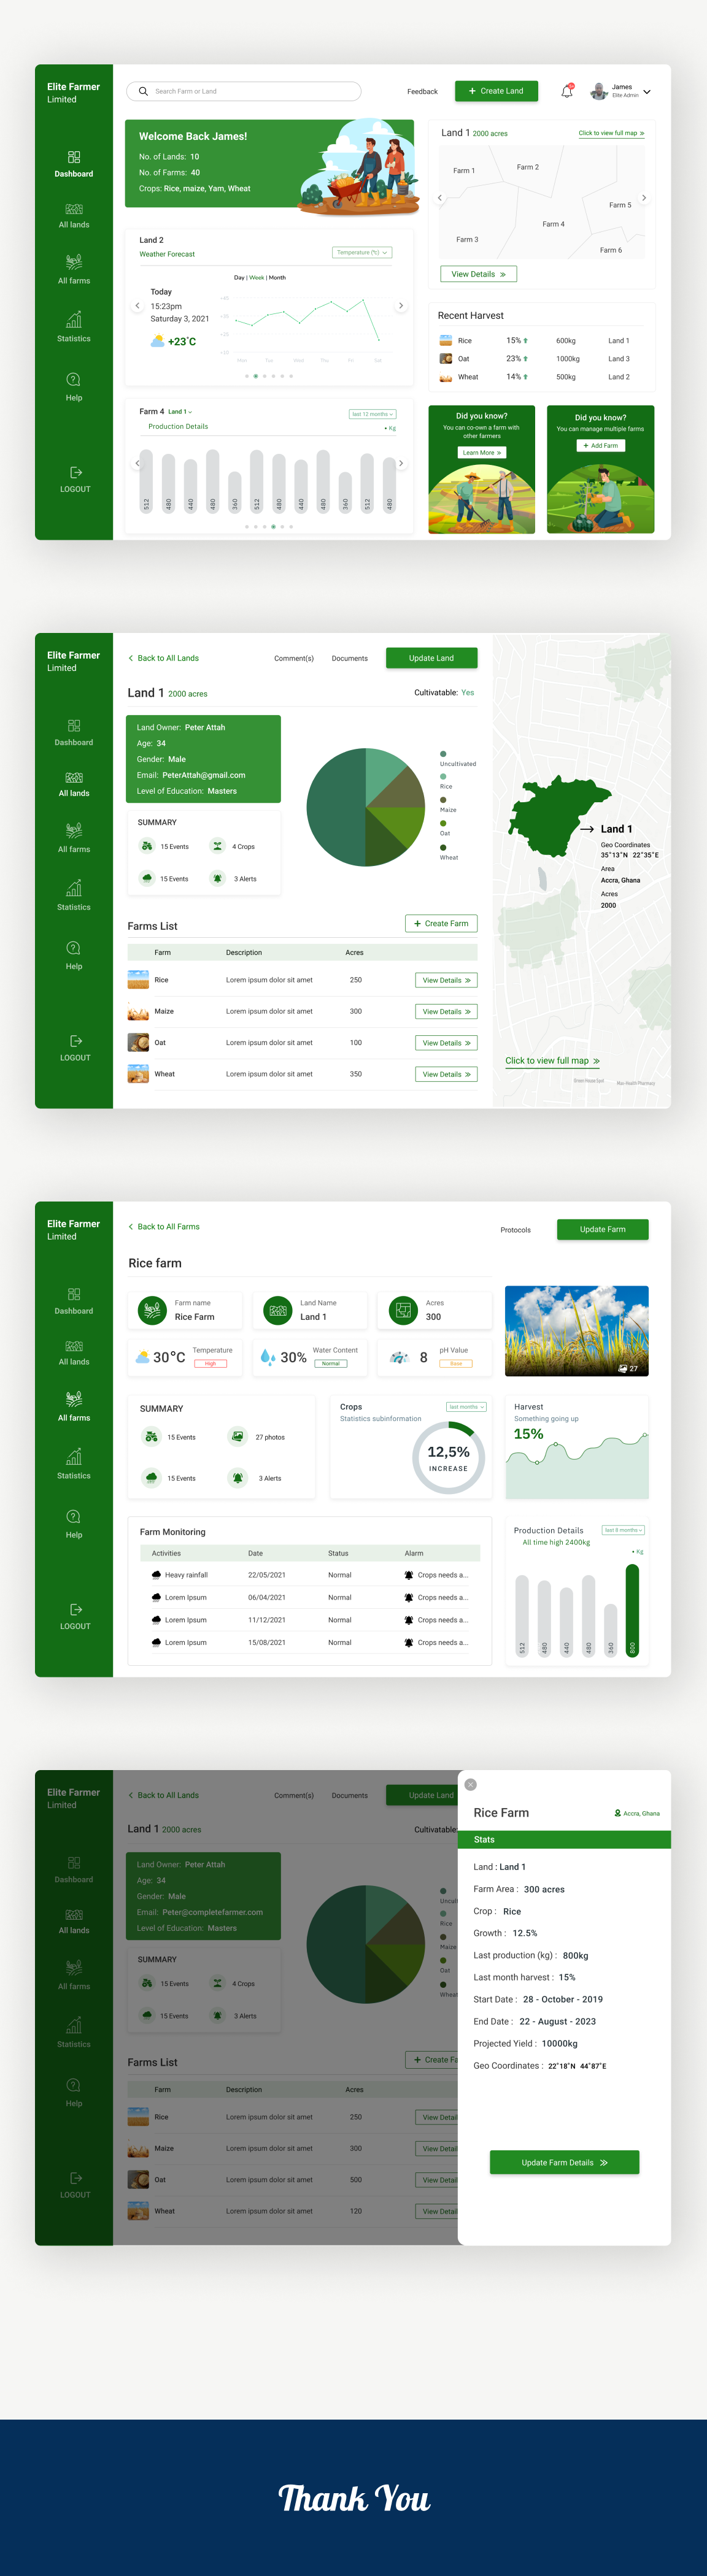 Elite Farmer
Limited
Dashboard
All lands
All farms
Statistics
Help
LOGOUT
Search Farm or Land
Feedback
+ Create Land
James
Elite Admin
Welcome Back James!
No. of Lands: 10
No. of Farms: 40
Crops: Rice, maize, Yam, Wheat
Land 1 2000 acres
Click to view full map »
Farm 1
Farm 2
Farm 5
Farm 4
Farm 3
Farm 6
View Details »
Land 2
Weather Forecast
Temperature (°c)
Day | Week | Month
Today
15:23pm
Saturday 3, 2021
+23°C
Mon Tue Wed Thu Fri Sat
Recent Harvest
Rice 15% 600kg Land 1
Oat 23% 1000kg Land 3
Wheat 14% 500kg Land 2
Farm 4 Land 1
last 12 months
Production Details
• Kg
512 480 440 480 360 512 480 440 480 360 512 480
Did you know?
You can co-own a farm with
other farmers
Learn More »
Did you know?
You can manage multiple farms
+ Add Farm
Elite Farmer
Limited
Dashboard
All lands
All farms
Statistics
Help
LOGOUT
Back to All Lands
Comment(s)
Documents
Update Land
Land 1 2000 acres
Cultivatable: Yes
Land Owner: Peter Attah
Age: 34
Gender: Male
Email: PeterAttah@gmail.com
Level of Education: Masters
SUMMARY
15 Events
4 Crops
15 Events
3 Alerts
Uncultivated
Rice
Maize
Oat
Wheat
Farms List
+ Create Farm
Farm Description Acres
Rice Lorem ipsum dolor sit amet 250 View Details »
Maize Lorem ipsum dolor sit amet 300 View Details »
Oat Lorem ipsum dolor sit amet 100 View Details »
Wheat Lorem ipsum dolor sit amet 350 View Details »
Land 1
Geo Coordinates
35°13"N 22°35"E
Area
Accra, Ghana
Acres
2000
Click to view full map »
Max-Health Pharmacy
Elite Farmer
Limited
Dashboard
All lands
All farms
Statistics
Help
LOGOUT
Back to All Farms
Protocols
Update Farm
Rice farm
Farm name
Rice Farm
Land Name
Land 1
Acres
300
30°C
Temperature
High
30%
Water Content
Normal
8
pH Value
Base
27
SUMMARY
15 Events
27 photos
15 Events
3 Alerts
Crops
last months
Statistics subinformation
12,5%
INCREASE
Harvest
Something going up
15%
Farm Monitoring
Activities Date Status Alarm
Heavy rainfall 22/05/2021 Normal Crops needs a...
Lorem Ipsum 06/04/2021 Normal Crops needs a...
Lorem Ipsum 11/12/2021 Normal Crops needs a...
Lorem Ipsum 15/08/2021 Normal Crops needs a...
Production Details
last 8 months
All time high 2400kg
• Kg
512 480 440 480 360 800
Elite Farmer
Limited
Dashboard
All lands
All farms
Statistics
Help
LOGOUT
Back to All Lands
Comment(s)
Documents
Update Land
Land 1 2000 acres
Cultivatable
Land Owner: Peter Attah
Age: 34
Gender: Male
Email: Peter@completefarmer.com
Level of Education: Masters
SUMMARY
15 Events
4 Crops
15 Events
3 Alerts
Uncult
Rice
Maize
Oat
Wheat
Farms List
+ Create Fa
Farm Description Acres
Rice Lorem ipsum dolor sit amet 250 View Detail
Maize Lorem ipsum dolor sit amet 300 View Detail
Oat Lorem ipsum dolor sit amet 500 View Detail
Wheat Lorem ipsum dolor sit amet 120 View Detail
Rice Farm
Accra, Ghana
Stats
Land : Land 1
Farm Area : 300 acres
Crop : Rice
Growth : 12.5%
Last production (kg) : 800kg
Last month harvest : 15%
Start Date : 28 - October - 2019
End Date : 22 - August - 2023
Projected Yield : 10000kg
Geo Coordinates : 22°18"N 44°87"E
Update Farm Details »
Thank You